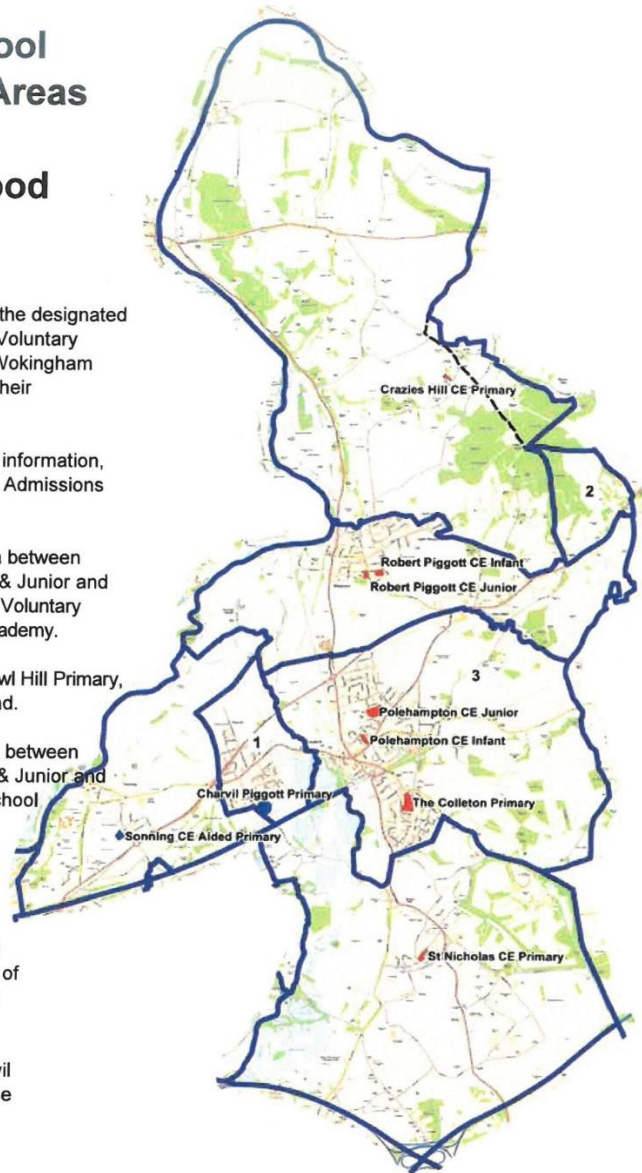 ool
Areas
ood
the designated
Voluntary
Wokingham
heir
information,
Admissions
n between
& Junior and
Voluntary
ademy.
wl Hill Primary,
nd.
between
& Junior and
chool
of
vil
se
Crazies Hill CE Primary
2
Robert Piggott CE Infant
Robert Piggott CE Junior
3
Polehampton CE Junior
1
Polehampton CE Infant
Charvil Piggott Primary
The Colleton Primary
Sonning CE Aided Primary
St Nicholas CE Primary